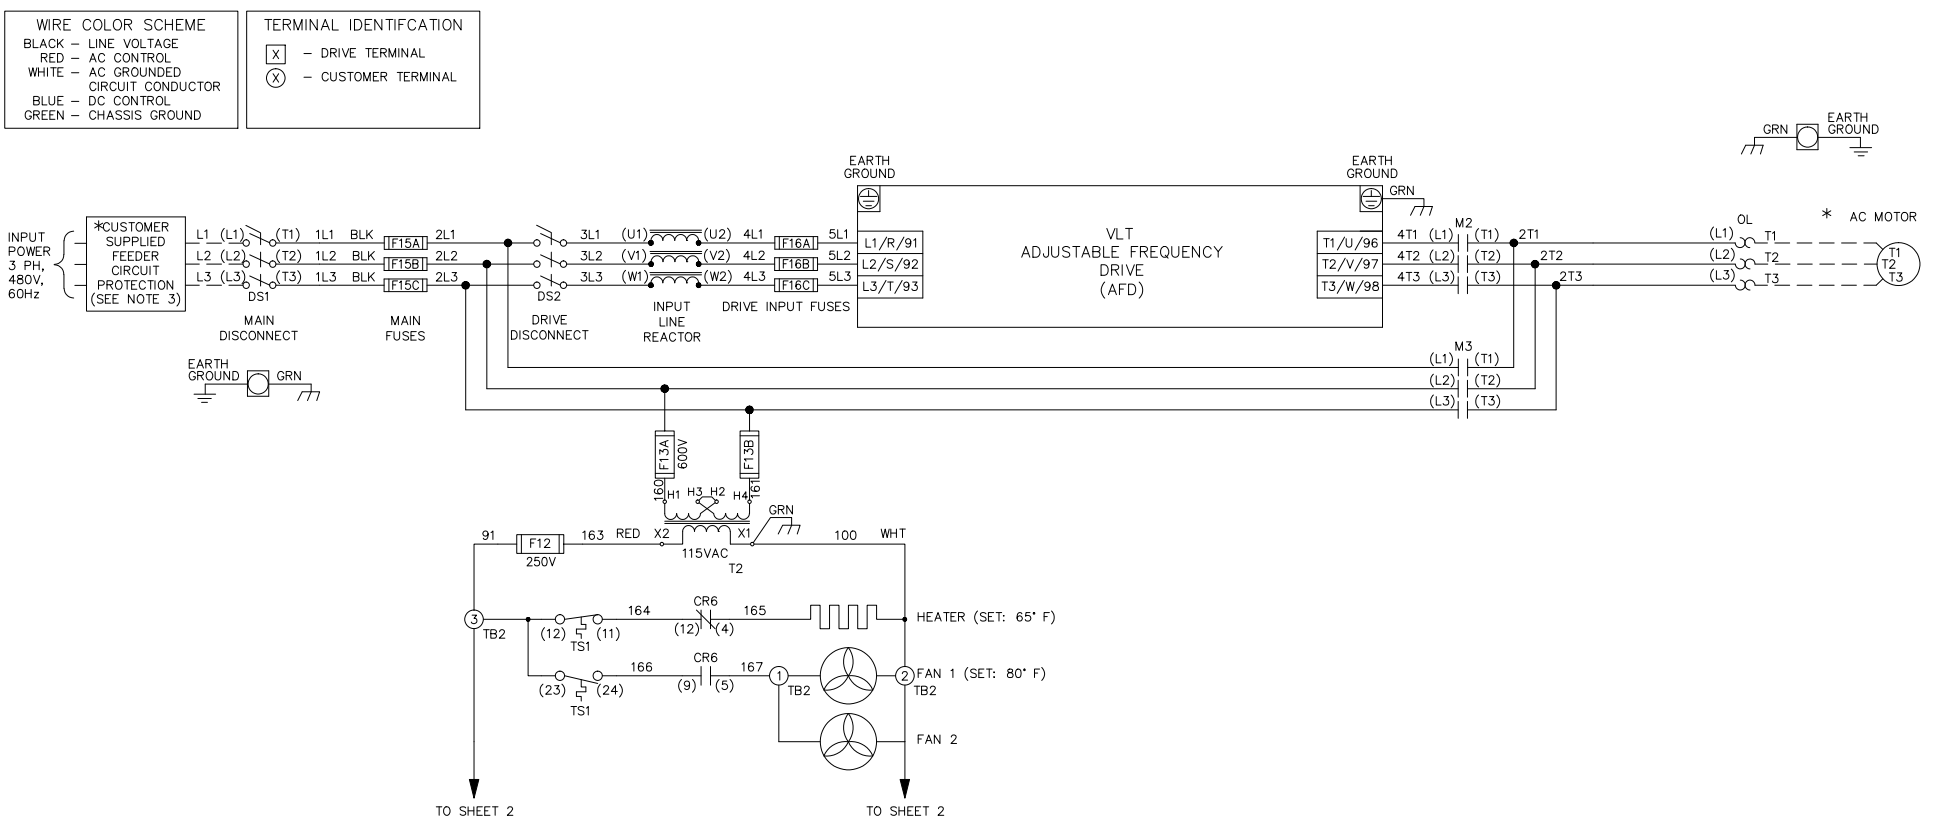 WIRE COLOR SCHEME
BLACK – LINE VOLTAGE
RED – AC CONTROL
WHITE – AC GROUNDED
CIRCUIT CONDUCTOR
BLUE – DC CONTROL
GREEN – CHASSIS GROUND
TERMINAL IDENTIFCATION
X – DRIVE TERMINAL
X – CUSTOMER TERMINAL
GRN
EARTH
GROUND
INPUT
POWER
3 PH,
480V,
60Hz
*CUSTOMER
SUPPLIED
FEEDER
CIRCUIT
PROTECTION
(SEE NOTE 3)
L1 (L1) (T1) 1L1 BLK F15A 2L1
L2 (L2) (T2) 1L2 BLK F15B 2L2
L3 (L3) (T3) 1L3 BLK F15C 2L3
DS1
MAIN
DISCONNECT
MAIN
FUSES
3L1 (U1) (U2) 4L1 F16A 5L1
3L2 (V1) (V2) 4L2 F16B 5L2
3L3 (W1) (W2) 4L3 F16C 5L3
DS2
DRIVE
DISCONNECT
INPUT
LINE
REACTOR
DRIVE INPUT FUSES
EARTH
GROUND
L1/R/91
L2/S/92
L3/T/93
VLT
ADJUSTABLE FREQUENCY
DRIVE
(AFD)
EARTH
GROUND
GRN
T1/U/96
T2/V/97
T3/W/98
M2
4T1 (L1) (T1) 2T1
4T2 (L2) (T2) 2T2
4T3 (L3) (T3) 2T3
OL
(L1) T1
(L2) T2
(L3) T3
* AC MOTOR
T1
T2
T3
M3
(L1) (T1)
(L2) (T2)
(L3) (T3)
EARTH
GROUND
GRN
F13A
600V
F13B
160
161
H1 H3 H2 H4
GRN
91 F12 163 RED X2 X1 100 WHT
250V
115VAC
T2
3
TB2
(12) (11)
TS1
164
CR6
(12) (4)
165
HEATER (SET: 65° F)
(23) (24)
TS1
166
CR6
(9) (5)
167
1
TB2
2
TB2
FAN 1 (SET: 80° F)
FAN 2
TO SHEET 2
TO SHEET 2